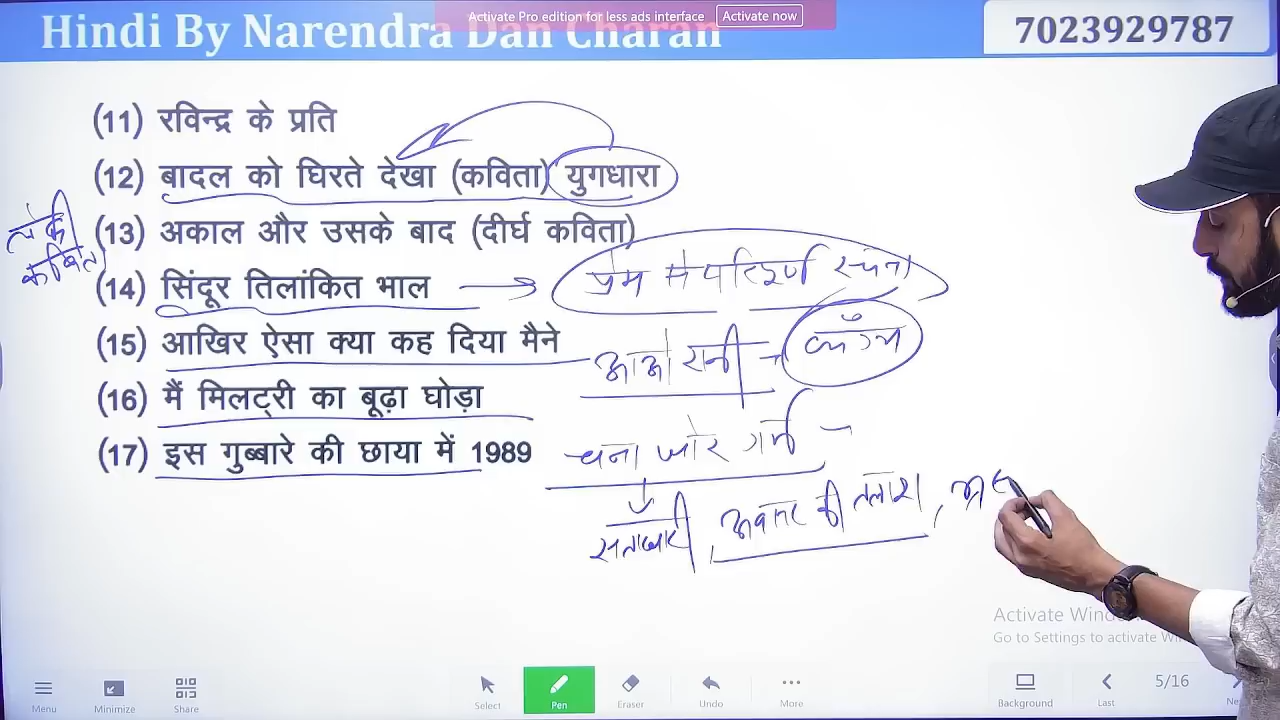 Activate Pro edition for less ads interface Activate now
Hindi By Narendra Dan Charan 7023929787
(11) रविन्द्र के प्रति
(12) बादल को घिरते देखा (कविता) युगधारा
(13) अकाल और उसके बाद (दीर्घ कविता)
(14) सिंदूर तिलांकित भाल
प्रेम से परिपूर्ण रचना
(15) आखिर ऐसा क्या कह दिया मैने
आओ रानी व्यंग्य
(16) मैं मिलट्री का बूढ़ा घोड़ा
चना जोर गर्म
(17) इस गुब्बारे की छाया में 1989
की तलाश
की
कविता
Activate Windows
Go to Settings to activate
Menu Minimize Share Select Pen Eraser Undo More Background Last 5/16